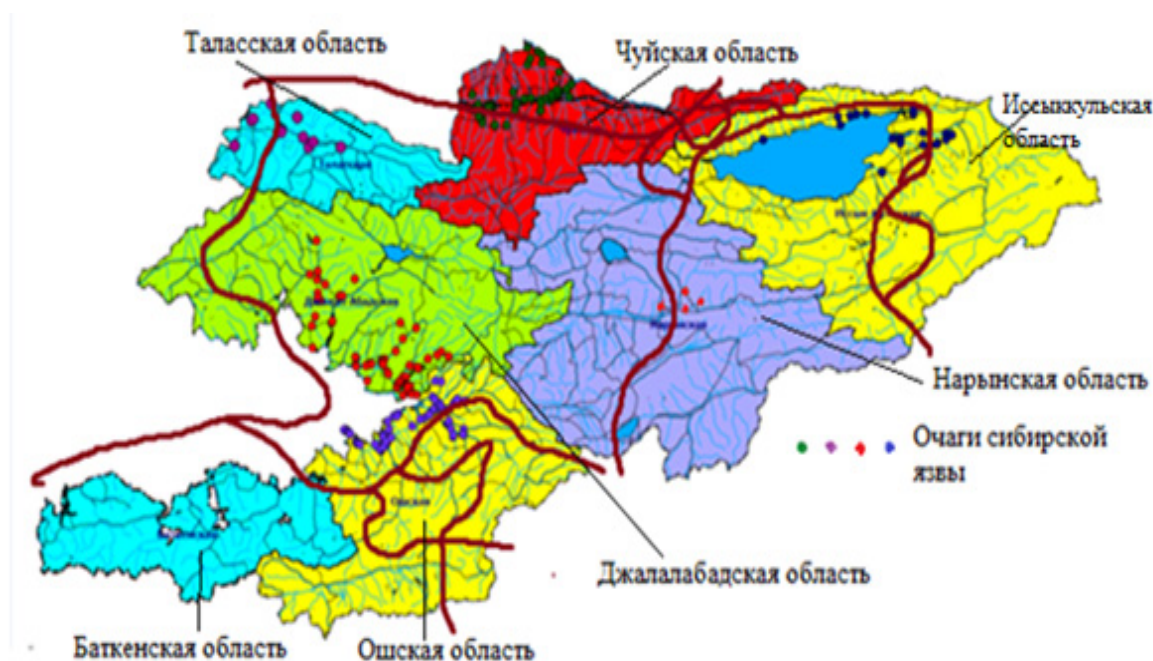 Таласская область
Чуйская область
Иссыккульская
область
Нарынская область
Очаги сибирской
язвы
Джалалабадская область
Баткенская область
Ошская область